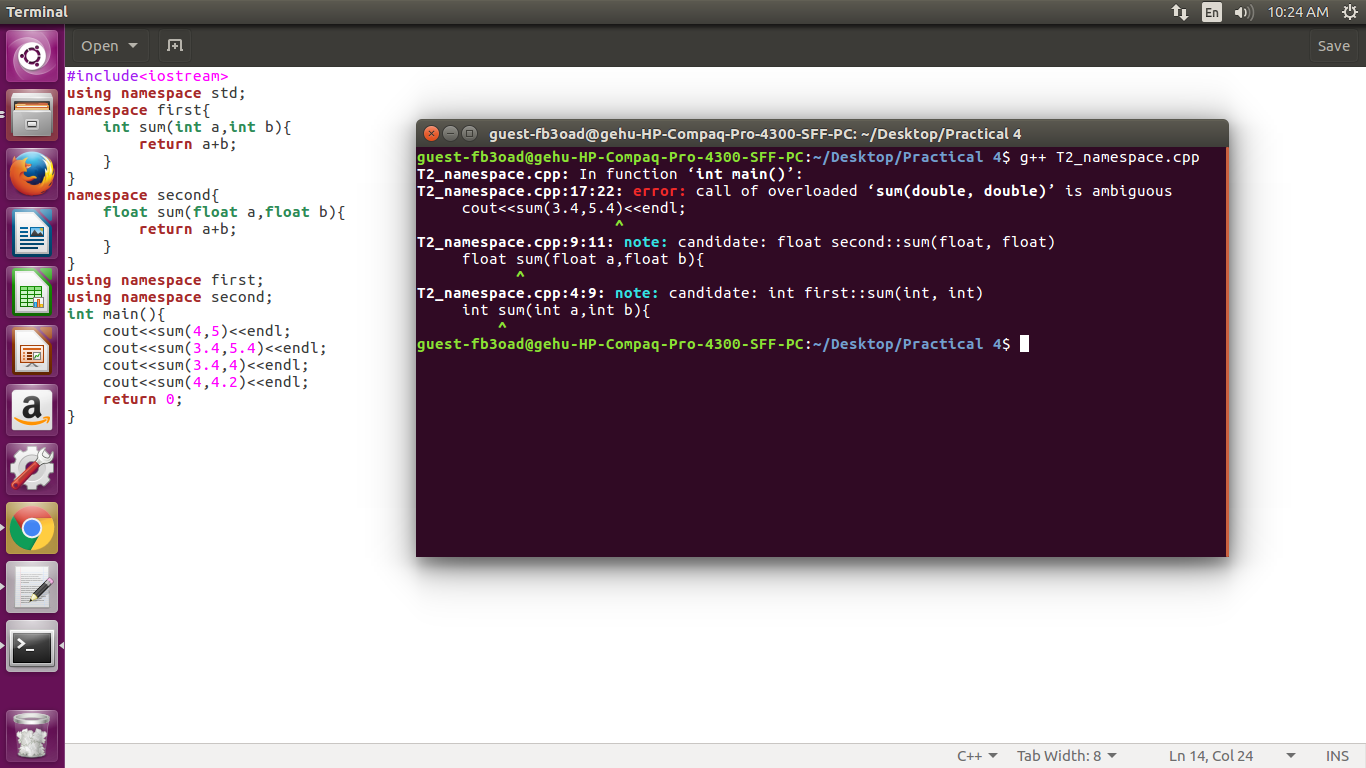 Terminal
En
10:24 AM
Open
Save
#include<iostream>
using namespace std;
namespace first{
    int sum(int a,int b){
        return a+b;
    }
}
namespace second{
    float sum(float a,float b){
        return a+b;
    }
}
using namespace first;
using namespace second;
int main(){
    cout<<sum(4,5)<<endl;
    cout<<sum(3.4,5.4)<<endl;
    cout<<sum(3.4,4)<<endl;
    cout<<sum(4,4.2)<<endl;
    return 0;
}
guest-fb3oad@gehu-HP-Compaq-Pro-4300-SFF-PC: ~/Desktop/Practical 4
guest-fb3oad@gehu-HP-Compaq-Pro-4300-SFF-PC:~/Desktop/Practical 4$ g++ T2_namespace.cpp
T2_namespace.cpp: In function ‘int main()’:
T2_namespace.cpp:17:22: error: call of overloaded ‘sum(double, double)’ is ambiguous
     cout<<sum(3.4,5.4)<<endl;
                      ^
T2_namespace.cpp:9:11: note: candidate: float second::sum(float, float)
     float sum(float a,float b){
           ^
T2_namespace.cpp:4:9: note: candidate: int first::sum(int, int)
     int sum(int a,int b){
         ^
guest-fb3oad@gehu-HP-Compaq-Pro-4300-SFF-PC:~/Desktop/Practical 4$
a
>_
C++
Tab Width: 8
Ln 14, Col 24
INS